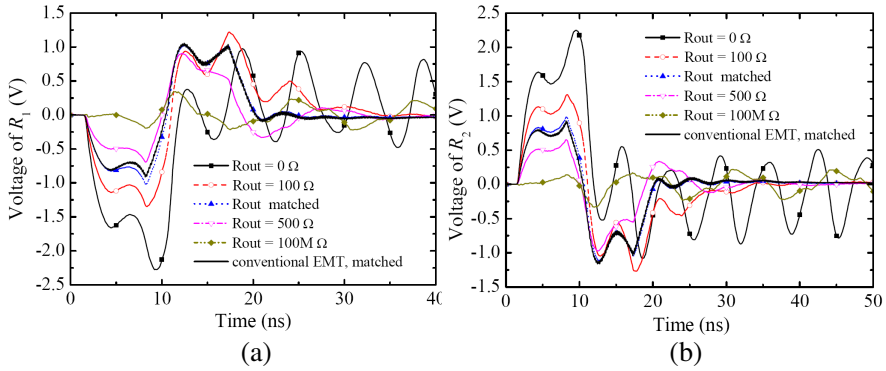 1.5
1.0
0.5
0.0
-0.5
-1.0
-1.5
-2.0
-2.5
Voltage of R1 (V)
Rout = 0 Ω
Rout = 100 Ω
Rout matched
Rout = 500 Ω
Rout = 100M Ω
conventional EMT, matched
0 10 20 30 40
Time (ns)
(a)
2.5
2.0
1.5
1.0
0.5
0.0
-0.5
-1.0
-1.5
Voltage of R2 (V)
Rout = 0 Ω
Rout = 100 Ω
Rout matched
Rout = 500 Ω
Rout = 100M Ω
conventional EMT, matched
0 10 20 30 40 50
Time (ns)
(b)